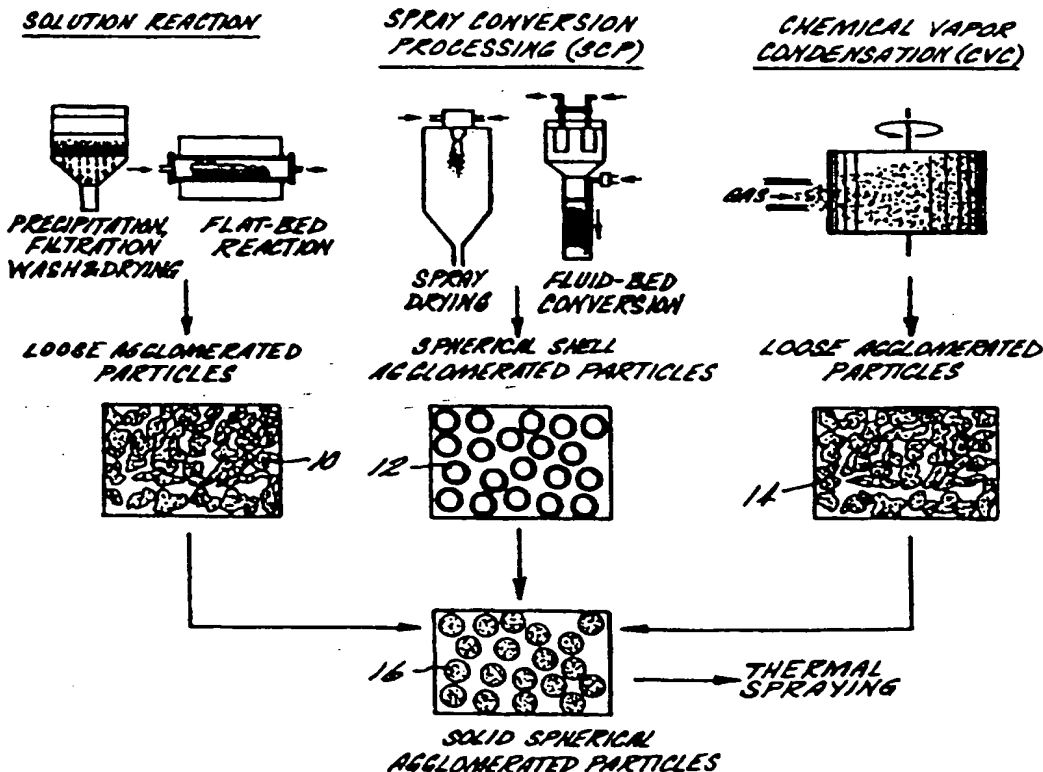 SOLUTION REACTION
SPRAY CONVERSION
PROCESSING (SCP)
CHEMICAL VAPOR
CONDENSATION (CVC)
GAS
PRECIPITATION,
FILTRATION
WASH&DRYING
FLAT-BED
REACTION
SPRAY
DRYING
FLUID-BED
CONVERSION
LOOSE AGGLOMERATED
PARTICLES
SPHERICAL SHELL
AGGLOMERATED PARTICLES
LOOSE AGGLOMERATED
PARTICLES
10
12
14
16
THERMAL
SPRAYING
SOLID SPHERICAL
AGGLOMERATED PARTICLES